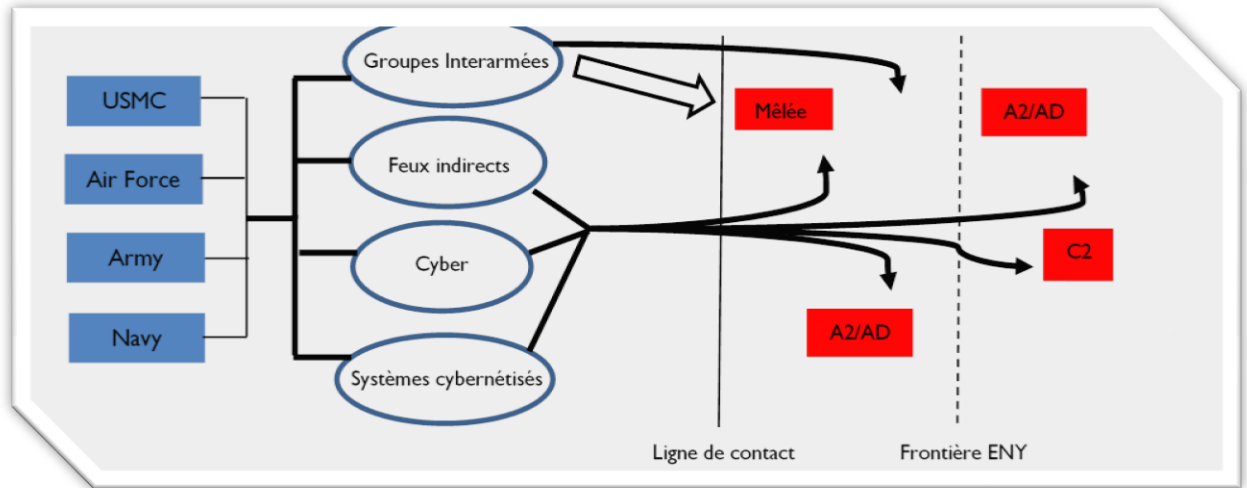 USMC
Air Force
Army
Navy
Groupes Interarmées
Feux indirects
Cyber
Systèmes cybernétisés
Mêlée
A2/AD
A2/AD
C2
Ligne de contact
Frontière ENY